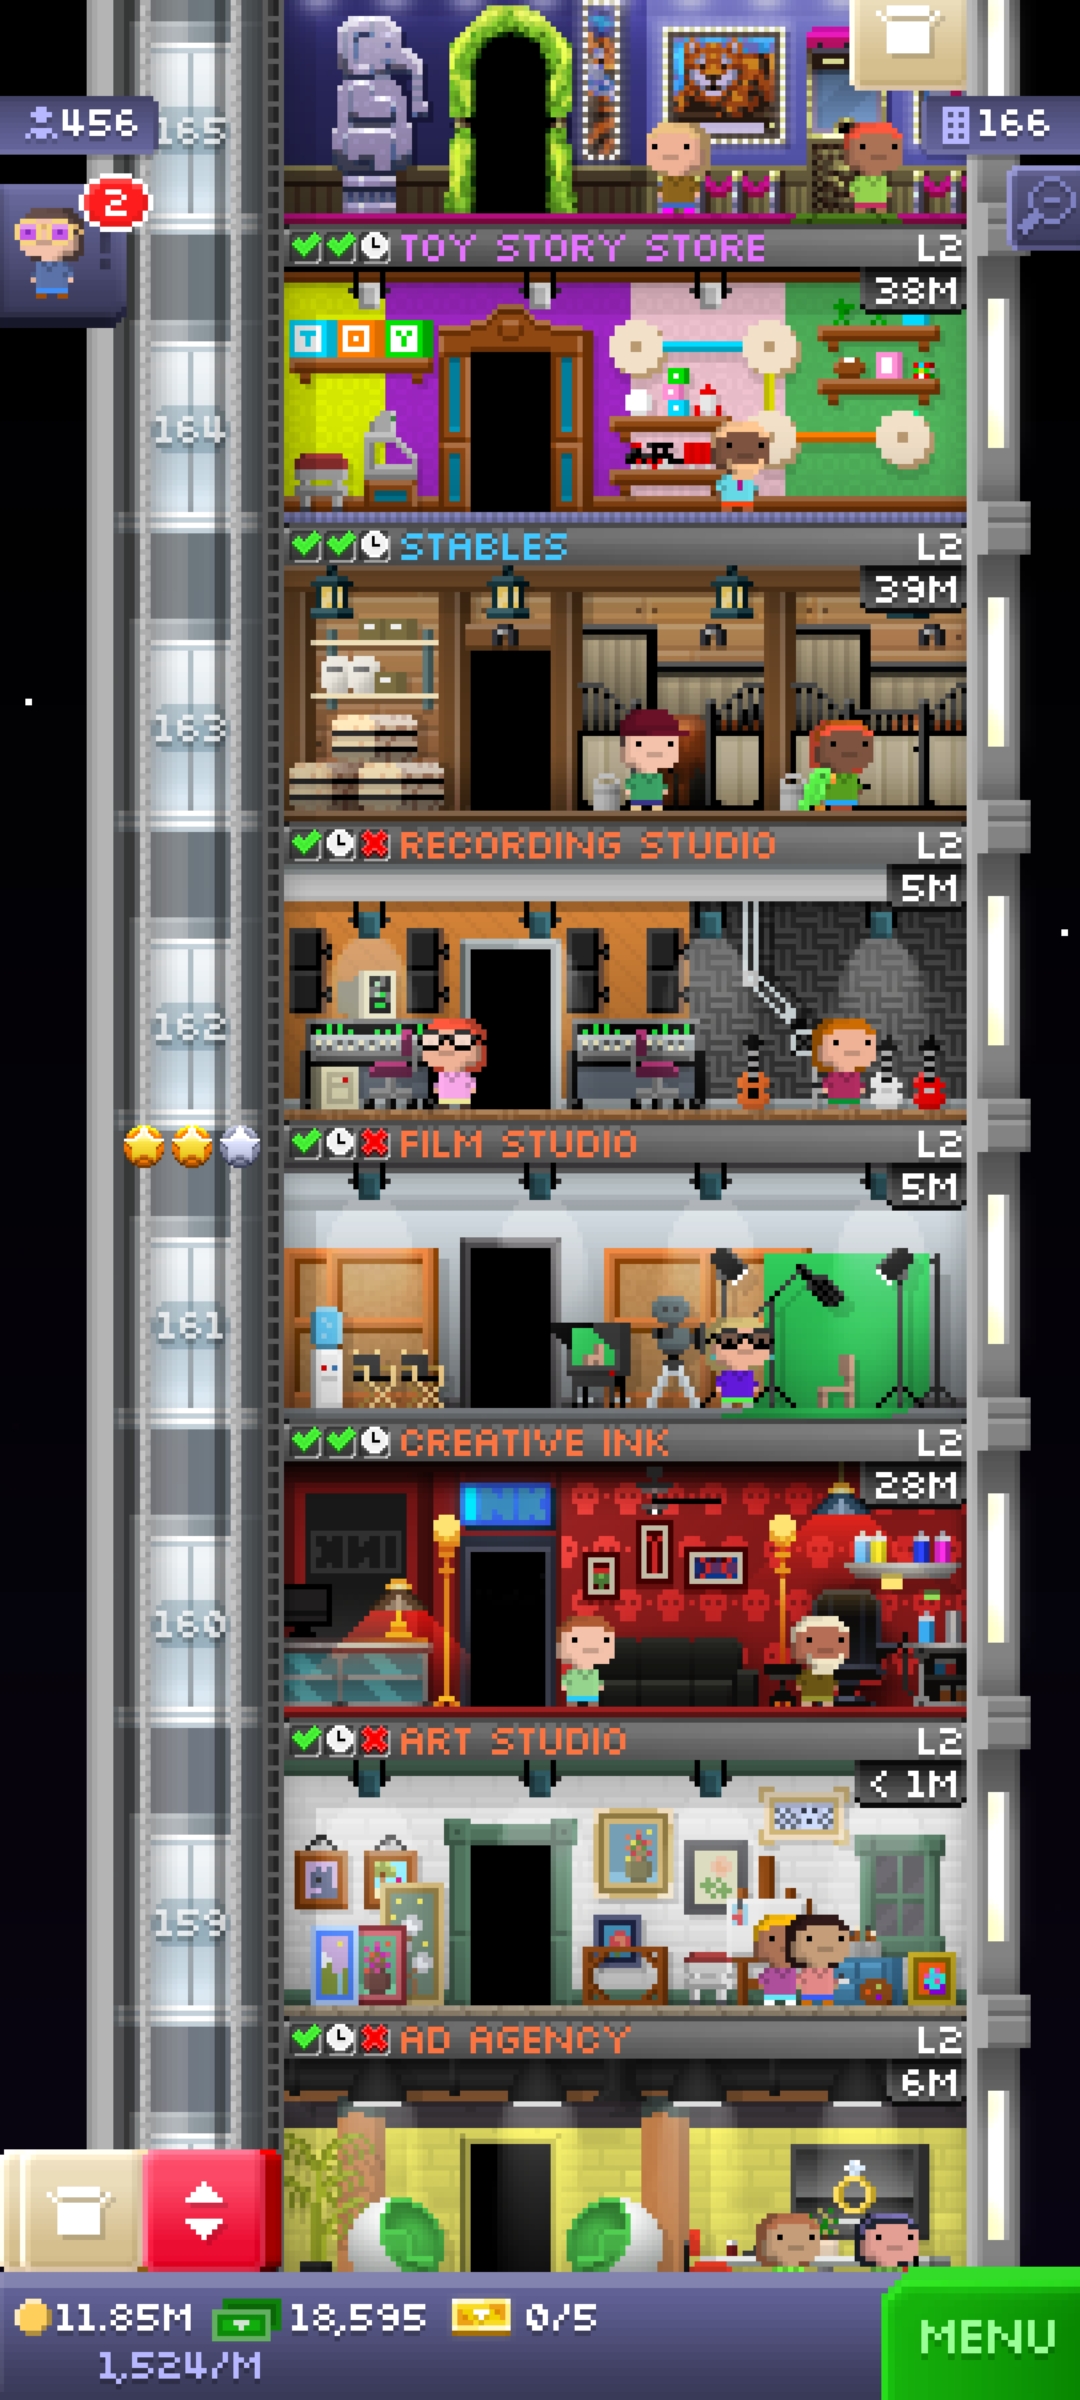 456
165
166
2
TOY STORY STORE L2
38M
T O Y
164
STABLES L2
39M
163
RECORDING STUDIO L2
5M
162
FILM STUDIO L2
5M
161
CREATIVE INK L2
28M
INK
160
ART STUDIO L2
< 1M
159
AD AGENCY L2
6M
11.85M 18,595 0/5
1,524/M
MENU